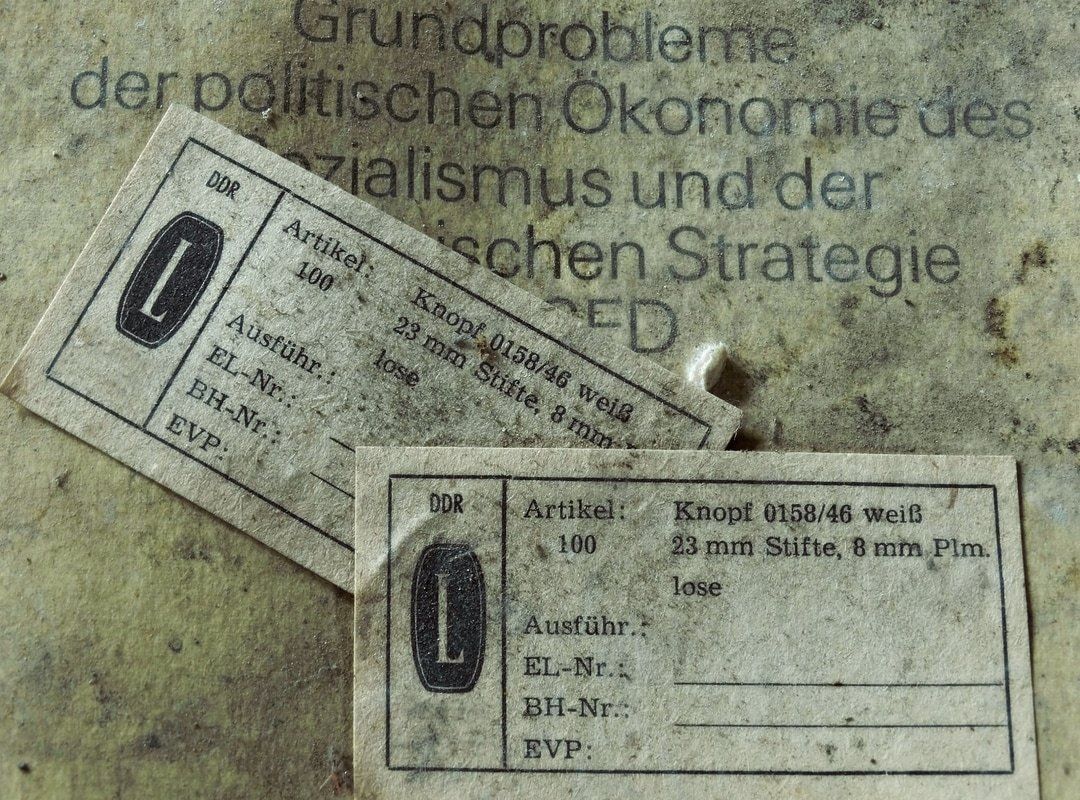 Grundprobleme
der politischen Ökonomie des
zialismus und der
ischen Strategie
ED
DDR
L
Artikel:
100
Knopf 0158/46 weiß
23 mm Stifte, 8 mm
lose
Ausführ.:
EL-Nr.:
BH-Nr.:
EVP:
DDR
L
Artikel: Knopf 0158/46 weiß
100 23 mm Stifte, 8 mm Plm.
lose
Ausführ.:
EL-Nr.:
BH-Nr.:
EVP: